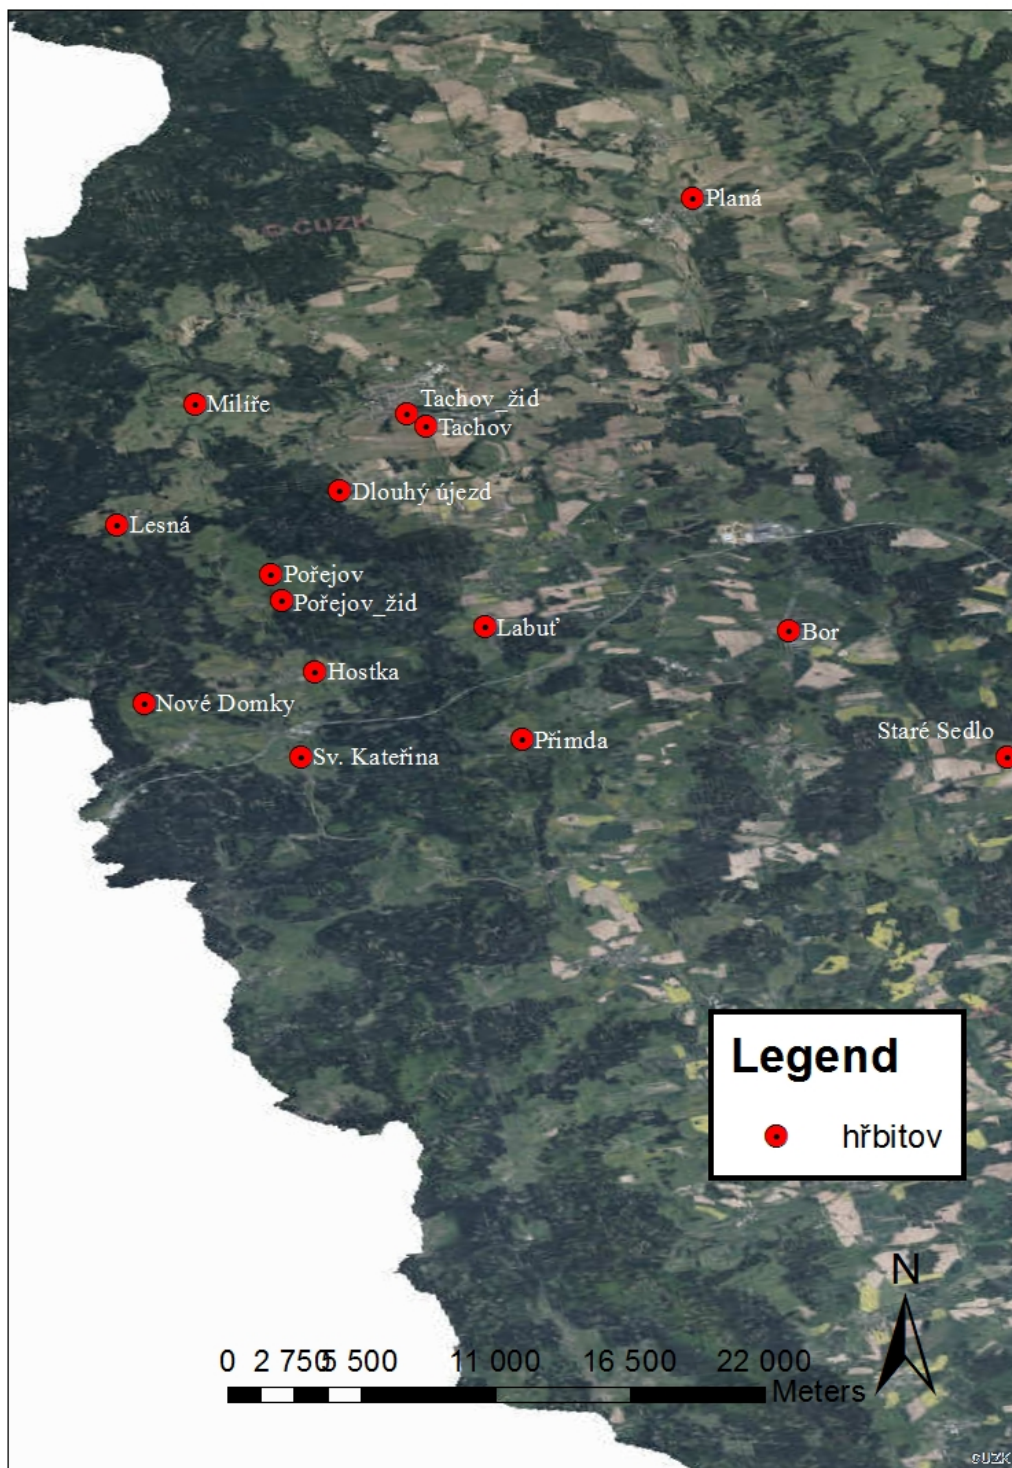 Planá
© ČÚZK
Milíře
Tachov_žid
Tachov
Dlouhý újezd
Lesná
Pořejov
Pořejov_žid
Labuť
Bor
Hostka
Nové Domky
Staré Sedlo
Přimda
Sv. Kateřina
Legend
hřbitov
N
0 2 750 5 500 11 000 16 500 22 000
Meters
ČÚZK